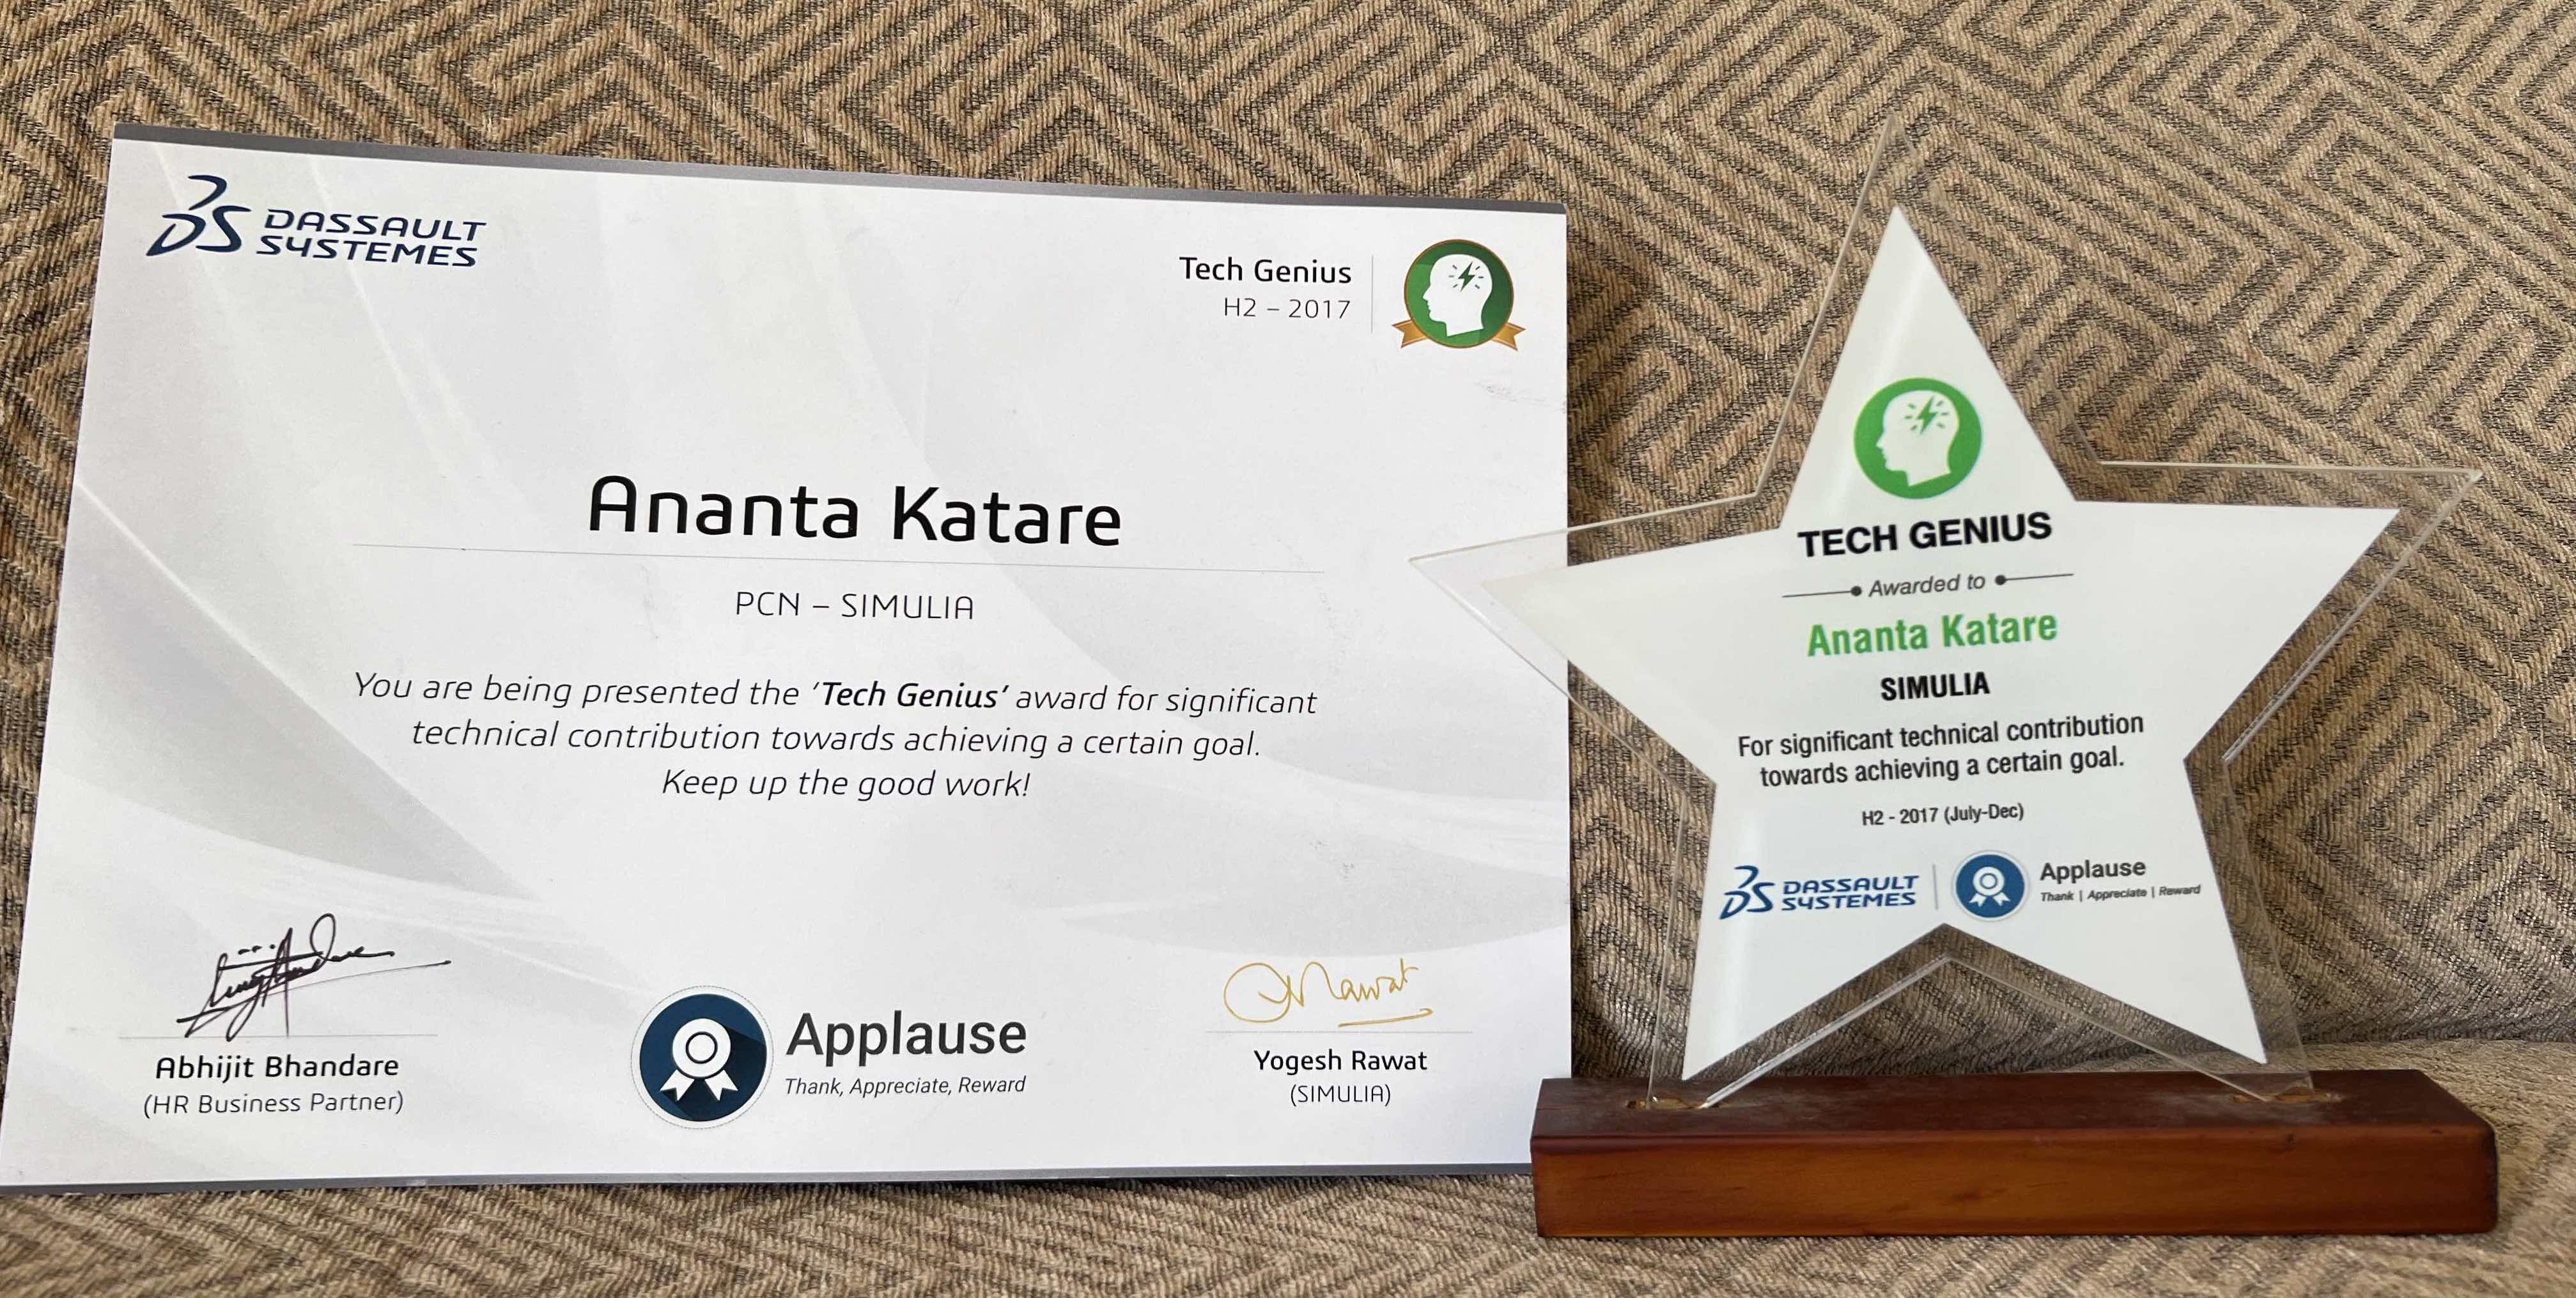 DASSAULT
SYSTEMES
Tech Genius
H2 – 2017
Ananta Katare
PCN – SIMULIA
You are being presented the ‘Tech Genius’ award for significant
technical contribution towards achieving a certain goal.
Keep up the good work!
Abhijit Bhandare
(HR Business Partner)
Applause
Thank, Appreciate, Reward
Rawat
Yogesh Rawat
(SIMULIA)
TECH GENIUS
Awarded to
Ananta Katare
SIMULIA
For significant technical contribution
towards achieving a certain goal.
H2 - 2017 (July-Dec)
DASSAULT
SYSTEMES
Applause
Thank | Appreciate | Reward